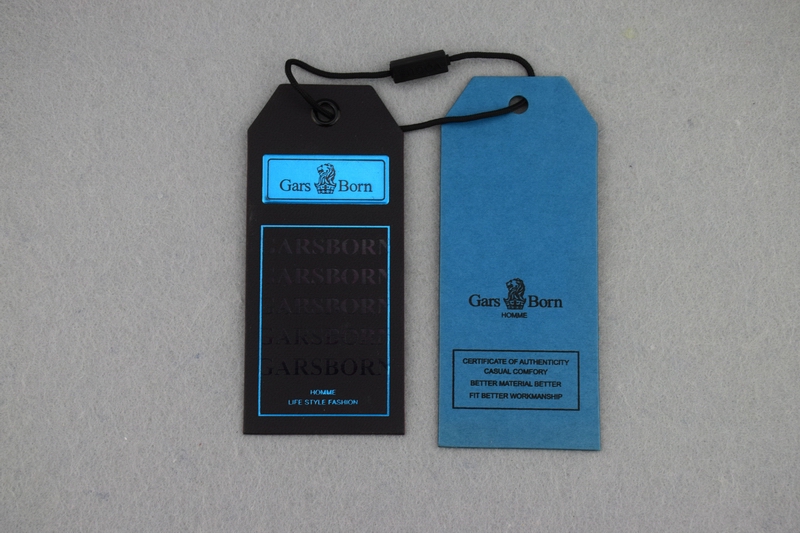 Gars Born
GARSBORN
GARSBORN
GARSBORN
GARSBORN
GARSBORN
HOMME
LIFE STYLE FASHION
Gars Born
HOMME
CERTIFICATE OF AUTHENTICITY
CASUAL COMFORY
BETTER MATERIAL BETTER
FIT BETTER WORKMANSHIP